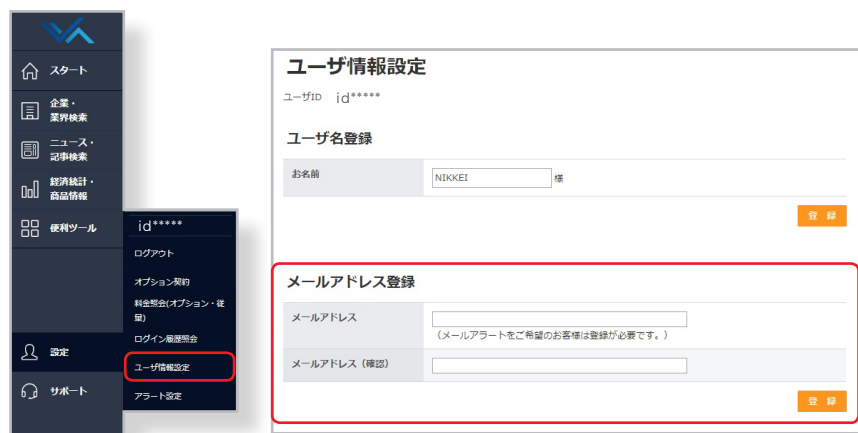 スタート
企業・
業界検索
ニュース・
記事検索
経済統計・
商品情報
便利ツール
設定
サポート
id*****
ログアウト
オプション契約
料金照会(オプション・従
量)
ログイン履歴照会
ユーザ情報設定
アラート設定
ユーザ情報設定
ユーザID id*****
ユーザ名登録
お名前 NIKKEI 様
登 録
メールアドレス登録
メールアドレス
(メールアラートをご希望のお客様は登録が必要です。)
メールアドレス（確認）
登 録